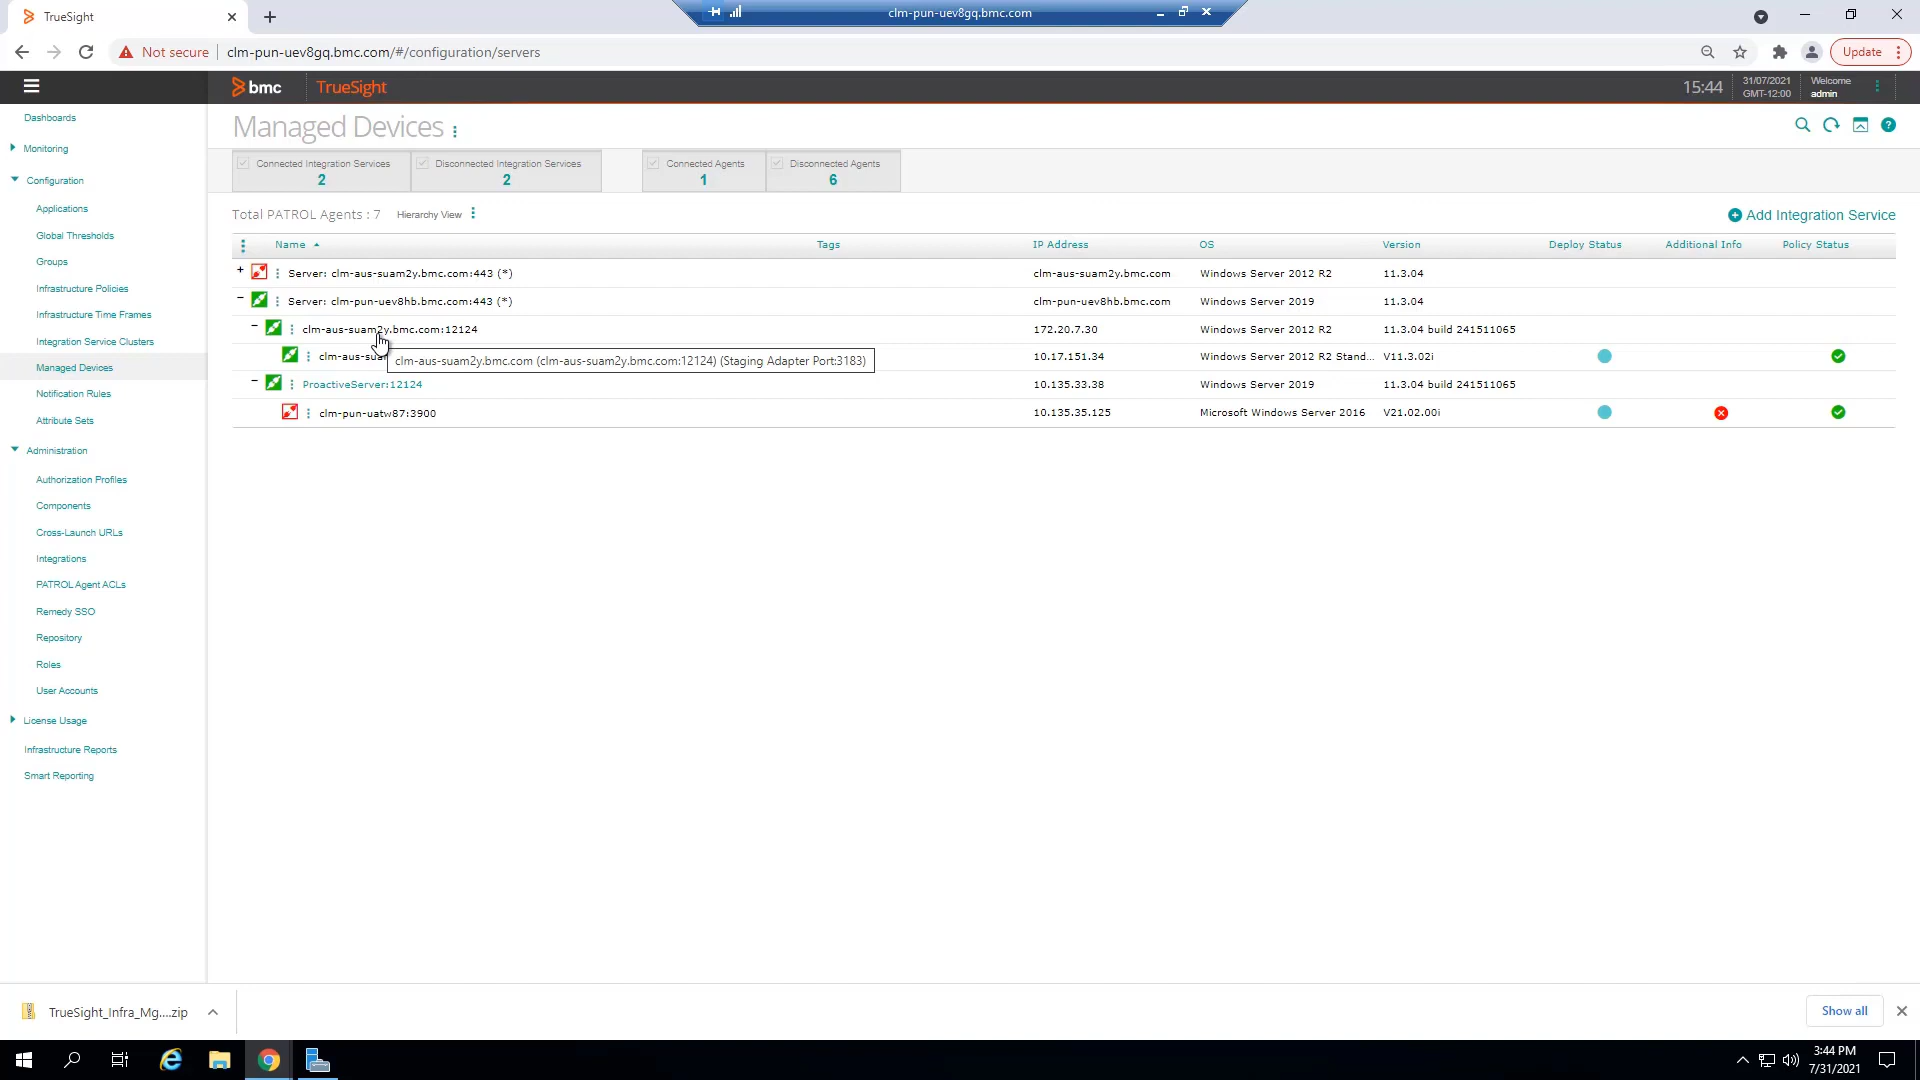 TrueSight
clm-pun-uev8gq.bmc.com
Not secure
clm-pun-uev8gq.bmc.com/#/configuration/servers
Update
bmc
TrueSight
15:44
31/07/2021
GMT-12:00
Welcome
admin
Dashboards
Monitoring
Configuration
Applications
Global Thresholds
Groups
Infrastructure Policies
Infrastructure Time Frames
Integration Service Clusters
Managed Devices
Notification Rules
Attribute Sets
Administration
Authorization Profiles
Components
Cross-Launch URLs
Integrations
PATROL Agent ACLs
Remedy SSO
Repository
Roles
User Accounts
License Usage
Infrastructure Reports
Smart Reporting
Managed Devices
Connected Integration Services
2
Disconnected Integration Services
2
Connected Agents
1
Disconnected Agents
6
Total PATROL Agents : 7 Hierarchy View
Add Integration Service
Name Tags IP Address OS Version Deploy Status Additional Info Policy Status
Server: clm-aus-suam2y.bmc.com:443 (*) clm-aus-suam2y.bmc.com Windows Server 2012 R2 11.3.04
Server: clm-pun-uev8hb.bmc.com:443 (*) clm-pun-uev8hb.bmc.com Windows Server 2019 11.3.04
clm-aus-suam2y.bmc.com:12124 172.20.7.30 Windows Server 2012 R2 11.3.04 build 241511065
clm-aus-sua 10.17.151.34 Windows Server 2012 R2 Stand... V11.3.02i
clm-aus-suam2y.bmc.com (clm-aus-suam2y.bmc.com:12124) (Staging Adapter Port:3183)
ProactiveServer:12124 10.135.33.38 Windows Server 2019 11.3.04 build 241511065
clm-pun-uatw87:3900 10.135.35.125 Microsoft Windows Server 2016 V21.02.00i
TrueSight_Infra_Mg....zip
Show all
3:44 PM
7/31/2021